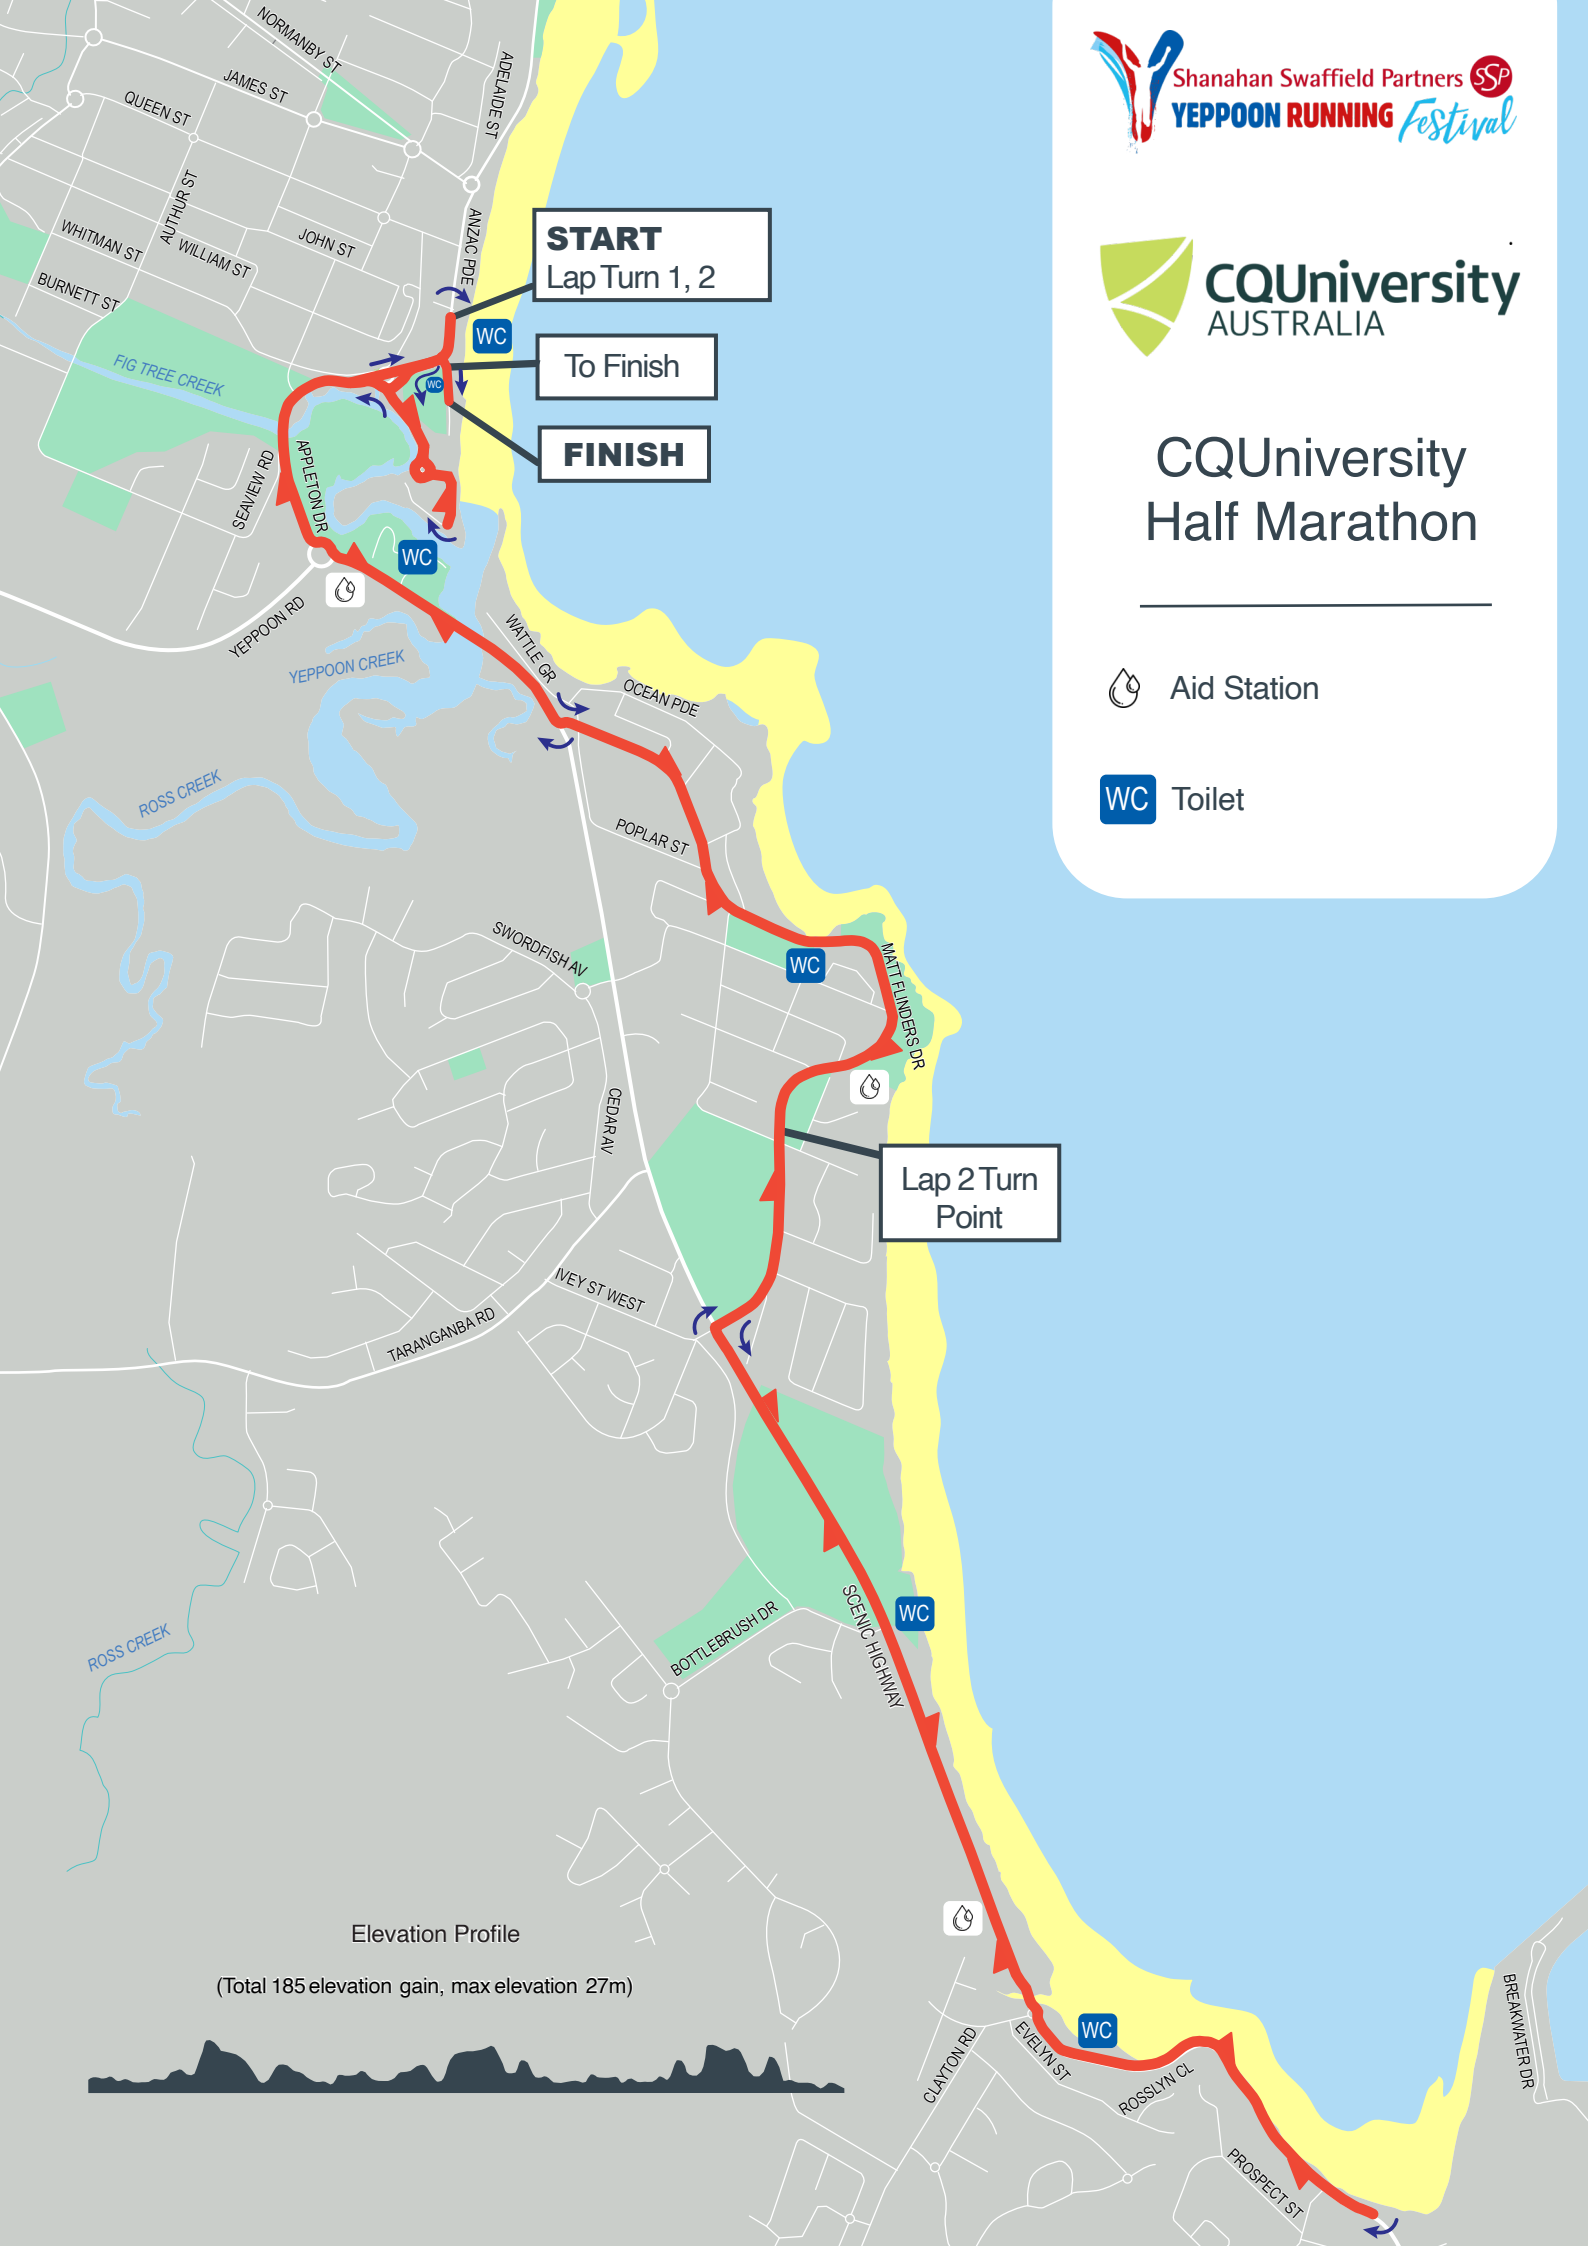 Shanahan Swaffield Partners SSP
YEPPOON RUNNING Festival
CQUniversity
AUSTRALIA
CQUniversity
Half Marathon
Aid Station
WC Toilet
NORMANBY ST
JAMES ST
QUEEN ST
ADELAIDE ST
AUTHUR ST
WHITMAN ST
WILLIAM ST
JOHN ST
ANZAC PDE
BURNETT ST
START
Lap Turn 1, 2
WC
To Finish
WC
FINISH
FIG TREE CREEK
SEAVIEW RD
APPLETON DR
WC
YEPPOON RD
YEPPOON CREEK
WATTLE GR
OCEAN PDE
ROSS CREEK
POPLAR ST
SWORDFISH AV
WC
MATT FLINDERS DR
CEDAR AV
Lap 2 Turn
Point
IVEY ST WEST
TARANGANBA RD
SCENIC HIGHWAY
WC
BOTTLEBRUSH DR
ROSS CREEK
Elevation Profile
(Total 185 elevation gain, max elevation 27m)
CLAYTON RD
EVELYN ST
WC
ROSSLYN CL
BREAKWATER DR
PROSPECT ST